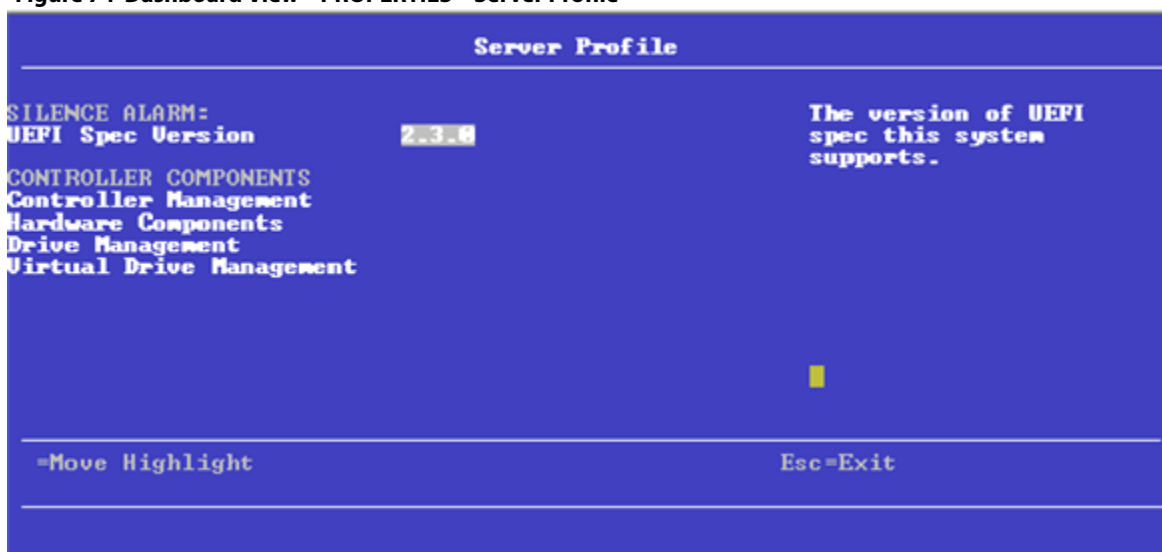 Server Profile
SILENCE ALARM:
UEFI Spec Version 2.3.0
The version of UEFI
spec this system
supports.
CONTROLLER COMPONENTS
Controller Management
Hardware Components
Drive Management
Virtual Drive Management
=Move Highlight
Esc=Exit